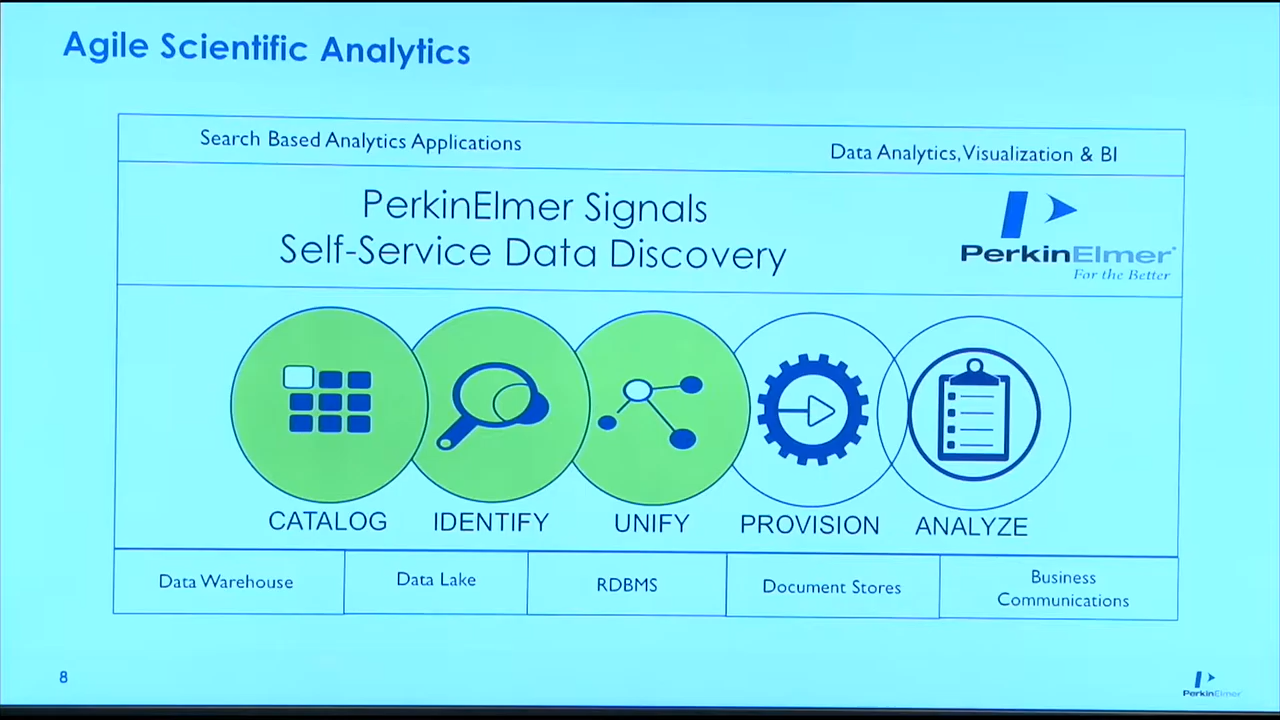 Agile Scientific Analytics
Search Based Analytics Applications
Data Analytics, Visualization & BI
PerkinElmer Signals
Self-Service Data Discovery
PerkinElmer
For the Better
CATALOG
IDENTIFY
UNIFY
PROVISION
ANALYZE
Data Warehouse
Data Lake
RDBMS
Document Stores
Business
Communications
8
PerkinElmer